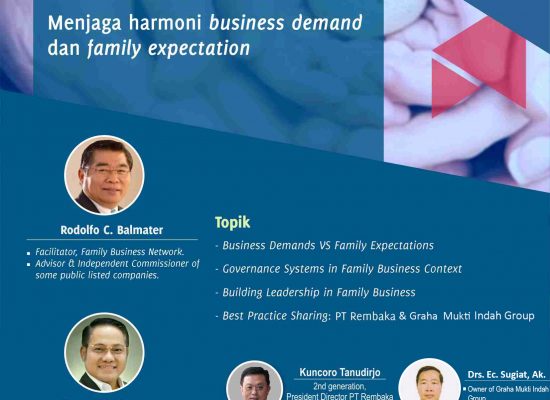 Menjaga harmoni business demand
dan family expectation
Rodolfo C. Balmater
Facilitator, Family Business Network.
Advisor & Independent Commissioner of
some public listed companies.
Topik
- Business Demands VS Family Expectations
- Governance Systems in Family Business Context
- Building Leadership in Family Business
- Best Practice Sharing: PT Rembaka & Graha Mukti Indah Group
Kuncoro Tanudirjo
2nd generation,
President Director PT Rembaka
Drs. Ec. Sugiat, Ak.
Owner of Graha Mukti Indah
Group